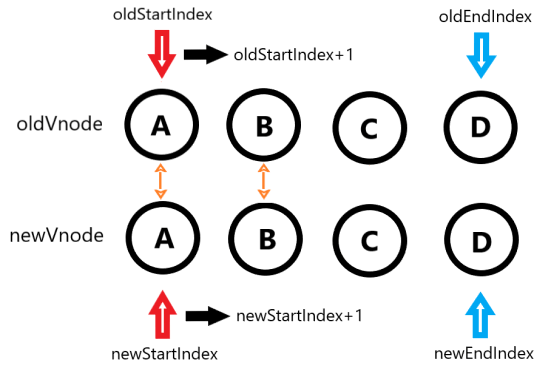 oldStartIndex oldEndIndex
oldStartIndex+1
oldVnode A B C D
newVnode A B C D
newStartIndex+1
newStartIndex newEndIndex